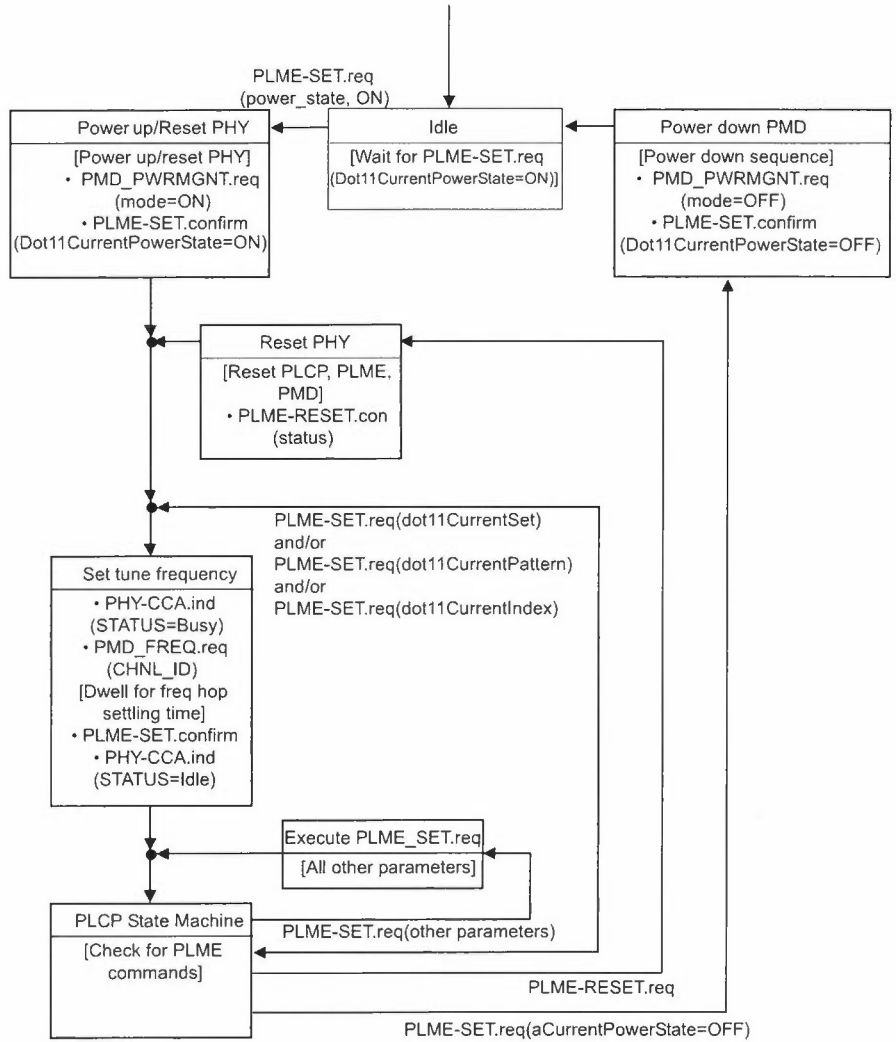 PLME-SET.req
(power_state, ON)
Power up/Reset PHY
[Power up/reset PHY]
• PMD_PWRMGNT.req
(mode=ON)
• PLME-SET.confirm
(Dot11CurrentPowerState=ON)
Idle
[Wait for PLME-SET.req
(Dot11CurrentPowerState=ON)]
Power down PMD
[Power down sequence]
• PMD_PWRMGNT.req
(mode=OFF)
• PLME-SET.confirm
(Dot11CurrentPowerState=OFF)
Reset PHY
[Reset PLCP, PLME,
PMD]
• PLME-RESET.con
(status)
PLME-SET.req(dot11CurrentSet)
and/or
PLME-SET.req(dot11CurrentPattern)
and/or
PLME-SET.req(dot11CurrentIndex)
Set tune frequency
• PHY-CCA.ind
(STATUS=Busy)
• PMD_FREQ.req
(CHNL_ID)
[Dwell for freq hop
settling time]
• PLME-SET.confirm
• PHY-CCA.ind
(STATUS=Idle)
Execute PLME_SET.req
[All other parameters]
PLCP State Machine
[Check for PLME
commands]
PLME-SET.req(other parameters)
PLME-RESET.req
PLME-SET.req(aCurrentPowerState=OFF)